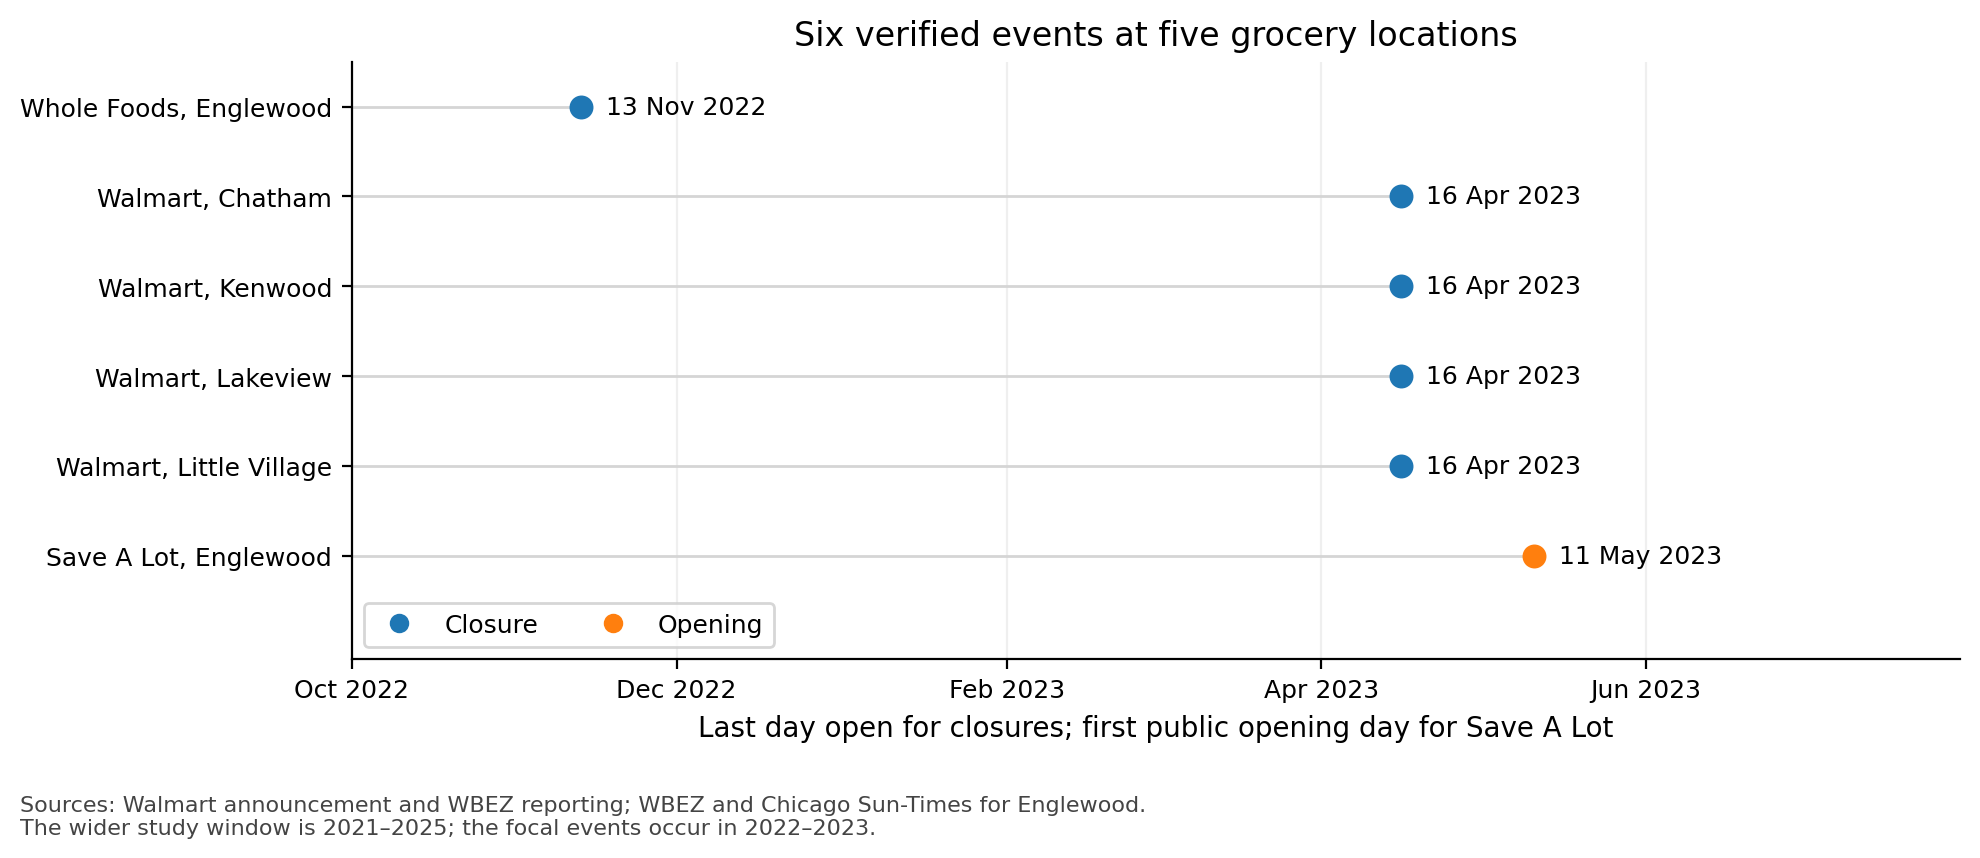 Six verified events at five grocery locations
Whole Foods, Englewood
13 Nov 2022
Walmart, Chatham
16 Apr 2023
Walmart, Kenwood
16 Apr 2023
Walmart, Lakeview
16 Apr 2023
Walmart, Little Village
16 Apr 2023
Save A Lot, Englewood
11 May 2023
Closure
Opening
Oct 2022
Dec 2022
Feb 2023
Apr 2023
Jun 2023
Last day open for closures; first public opening day for Save A Lot
Sources: Walmart announcement and WBEZ reporting; WBEZ and Chicago Sun-Times for Englewood.
The wider study window is 2021–2025; the focal events occur in 2022–2023.